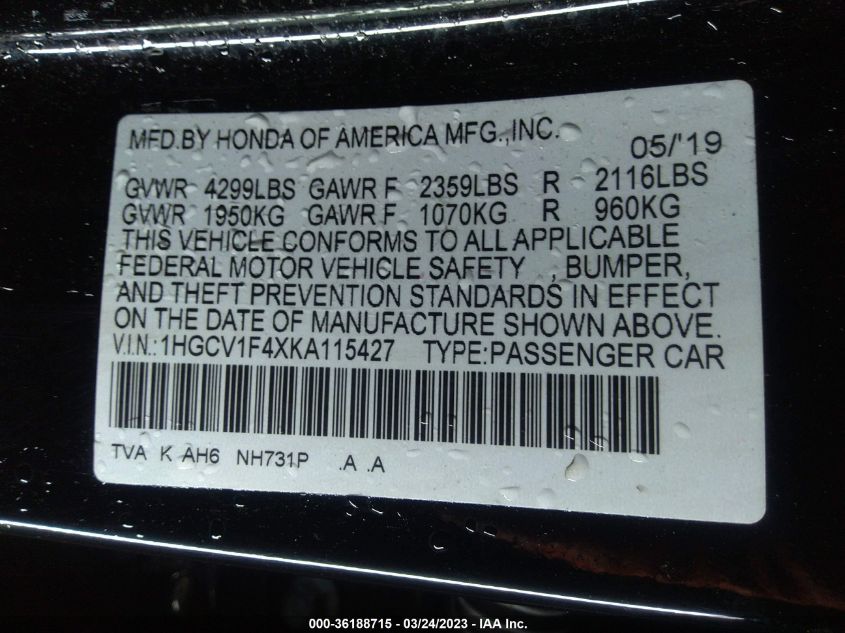 MFD.BY HONDA OF AMERICA MFG.,INC. 05/'19
GVWR 4299LBS GAWR F 2359LBS R 2116LBS
GVWR 1950KG GAWR F 1070KG R 960KG
THIS VEHICLE CONFORMS TO ALL APPLICABLE
FEDERAL MOTOR VEHICLE SAFETY , BUMPER,
AND THEFT PREVENTION STANDARDS IN EFFECT
ON THE DATE OF MANUFACTURE SHOWN ABOVE.
V.I.N.:1HGCV1F4XKA115427 TYPE:PASSENGER CAR
TVA K AH6 NH731P .A .A
000-36188715 - 03/24/2023 - IAA Inc.